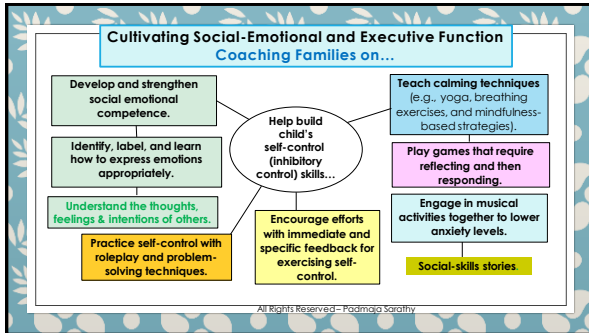 Cultivating Social-Emotional and Executive Function
Coaching Families on…
Develop and strengthen
social emotional
competence.
Identify, label, and learn
how to express emotions
appropriately.
Understand the thoughts,
feelings & intentions of others.
Practice self-control with
roleplay and problem-
solving techniques.
Help build
child's
self-control
(inhibitory
control) skills…
Encourage efforts
with immediate and
specific feedback for
exercising self-
control.
Teach calming techniques
(e.g., yoga, breathing
exercises, and mindfulness-
based strategies).
Play games that require
reflecting and then
responding.
Engage in musical
activities together to lower
anxiety levels.
Social-skills stories.
All Rights Reserved – Padmaja Sarathy